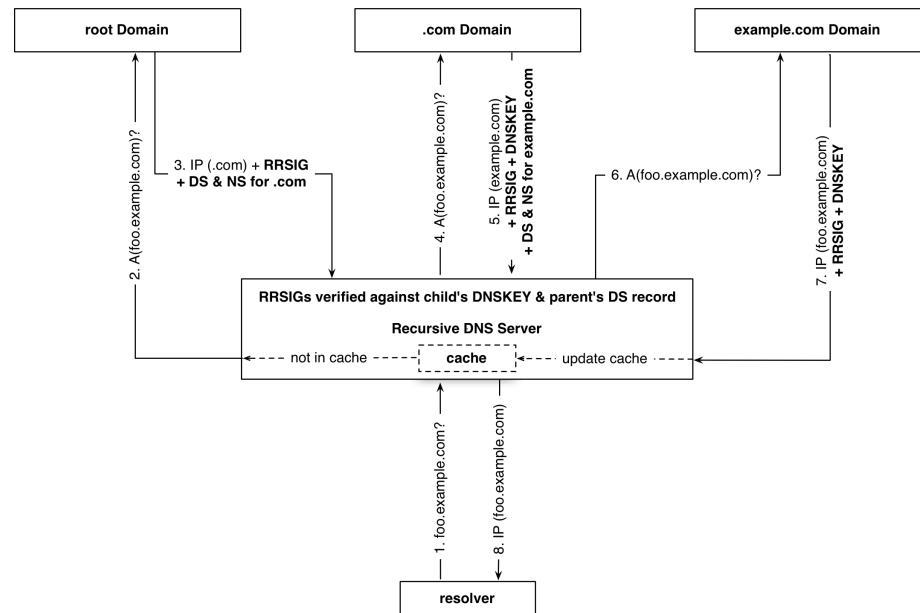 root Domain
.com Domain
example.com Domain
2. A(foo.example.com)?
3. IP (.com) + RRSIG
+ DS & NS for .com
4. A(foo.example.com)?
5. IP (example.com)
+ RRSIG + DNSKEY
+ DS & NS for example.com
6. A(foo.example.com)?
7. IP (foo.example.com)
+ RRSIG + DNSKEY
RRSIGs verified against child's DNSKEY & parent's DS record
Recursive DNS Server
not in cache
cache
update cache
1. foo.example.com?
8. IP (foo.example.com)
resolver